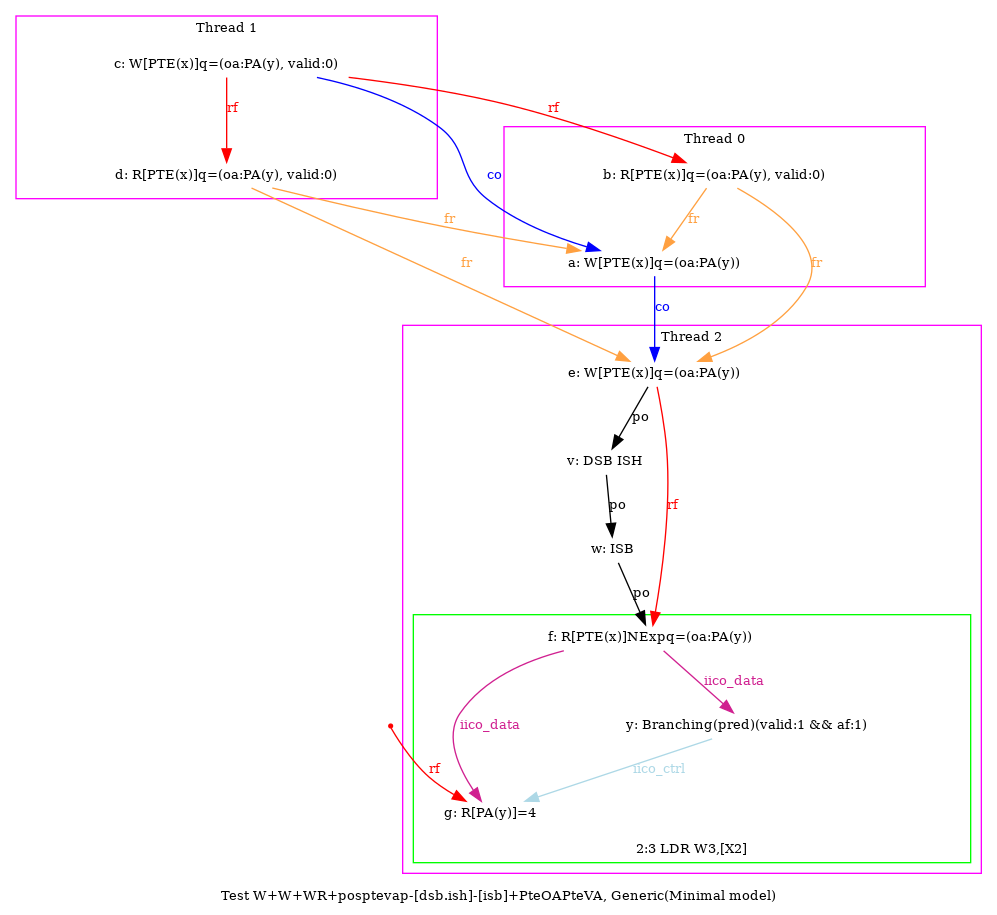 Thread 1
c: W[PTE(x)]q=(oa:PA(y), valid:0)
rf
rf
Thread 0
co
d: R[PTE(x)]q=(oa:PA(y), valid:0)
b: R[PTE(x)]q=(oa:PA(y), valid:0)
fr
fr
fr
fr
a: W[PTE(x)]q=(oa:PA(y))
co
Thread 2
e: W[PTE(x)]q=(oa:PA(y))
po
v: DSB ISH
po
rf
w: ISB
po
f: R[PTE(x)]NExpq=(oa:PA(y))
iico_data
iico_data
y: Branching(pred)(valid:1 && af:1)
rf
iico_ctrl
g: R[PA(y)]=4
2:3 LDR W3,[X2]
Test W+W+WR+posptevap-[dsb.ish]-[isb]+PteOAPteVA, Generic(Minimal model)